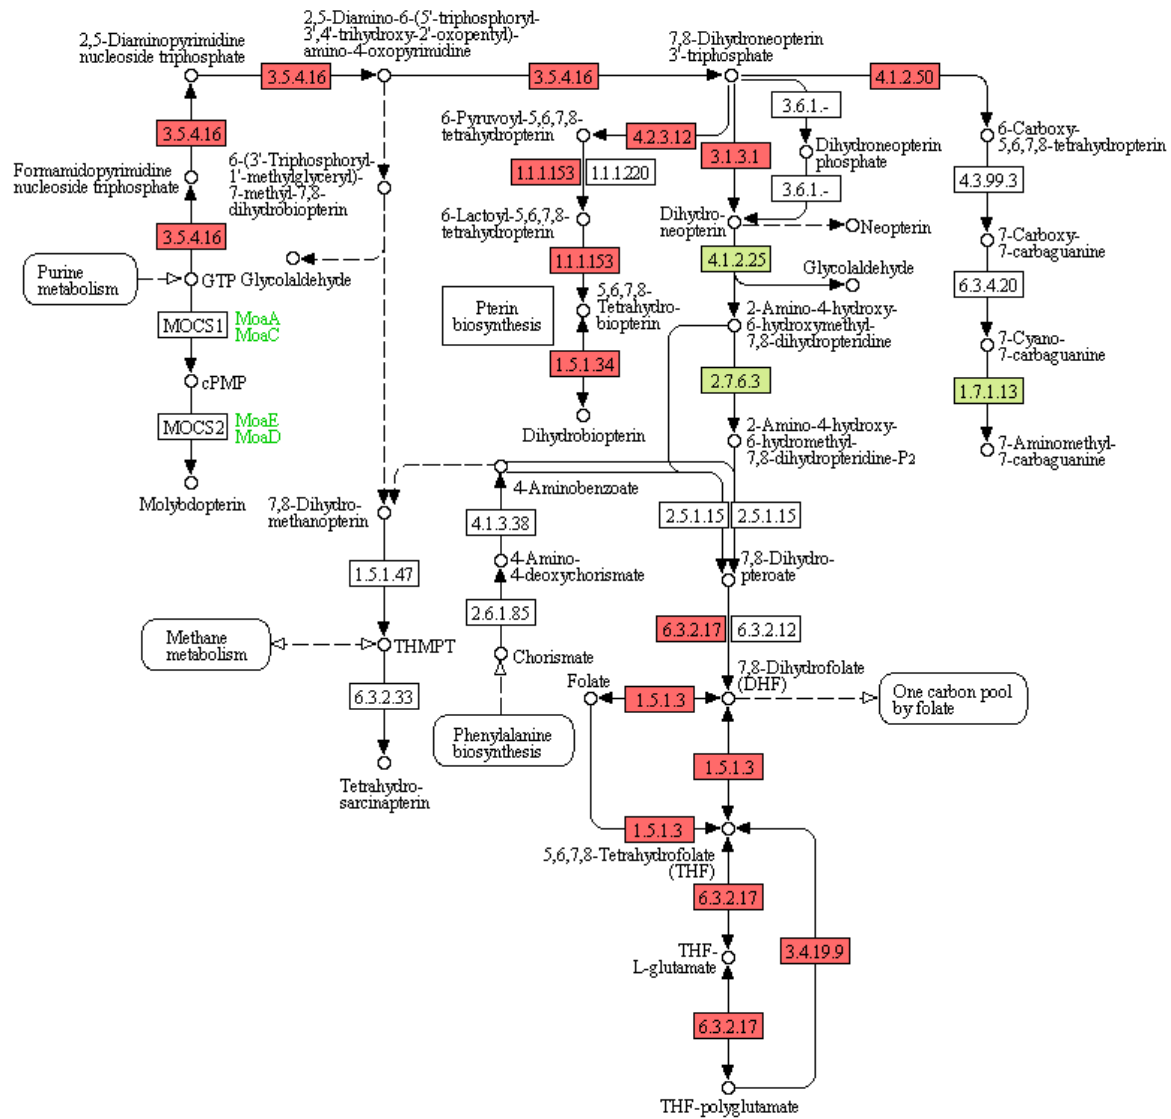 2,5-Diaminopyrimidine
nucleoside triphosphate
2,5-Diamino-6-(5'-triphosphoryl-
3',4'-trihydroxy-2'-oxopentyl)-
amino-4-oxopyrimidine
7,8-Dihydroneopterin
3'-triphosphate
3.5.4.16
3.5.4.16
4.1.2.50
3.6.1.-
6-Pyruvoyl-5,6,7,8-
tetrahydropterin
4.2.3.12
3.5.4.16
3.1.3.1
Dihydroneopterin
phosphate
6-Carboxy-
5,6,7,8-tetrahydropterin
6-(3'-Triphosphoryl-
1'-methylglyceryl)-
7-methyl-7,8-
dihydrobiopterin
Formamidopyrimidine
nucleoside triphosphate
1.1.1.153
1.1.1.220
3.6.1.-
4.3.99.3
6-Lactoyl-5,6,7,8-
tetrahydropterin
Dihydro-
neopterin
Neopterin
3.5.4.16
7-Carboxy-
7-carbaguanine
1.1.1.153
4.1.2.25
Glycolaldehyde
Purine
metabolism
GTP
Glycolaldehyde
6.3.4.20
Pterin
biosynthesis
5,6,7,8-
Tetrahydro-
biopterin
2-Amino-4-hydroxy-
6-hydroxymethyl-
7,8-dihydropteridine
MOCS1
MoaA
MoaC
7-Cyano-
7-carbaguanine
1.5.1.34
cPMP
2.7.6.3
1.7.1.13
MOCS2
MoaE
MoaD
Dihydrobiopterin
2-Amino-4-hydroxy-
6-hydromethyl-
7,8-dihydropteridine-P2
7-Aminomethyl-
7-carbaguanine
Molybdopterin
4-Aminobenzoate
7,8-Dihydro-
methanopterin
4.1.3.38
2.5.1.15
2.5.1.15
4-Amino-
4-deoxychorismate
7,8-Dihydro-
pteroate
1.5.1.47
2.6.1.85
Methane
metabolism
THMPT
6.3.2.17
6.3.2.12
Chorismate
7,8-Dihydrofolate
(DHF)
6.3.2.33
Folate
1.5.1.3
One carbon pool
by folate
Phenylalanine
biosynthesis
Tetrahydro-
sarcinapterin
1.5.1.3
1.5.1.3
5,6,7,8-Tetrahydrofolate
(THF)
6.3.2.17
THF-
L-glutamate
3.4.19.9
6.3.2.17
THF-polyglutamate